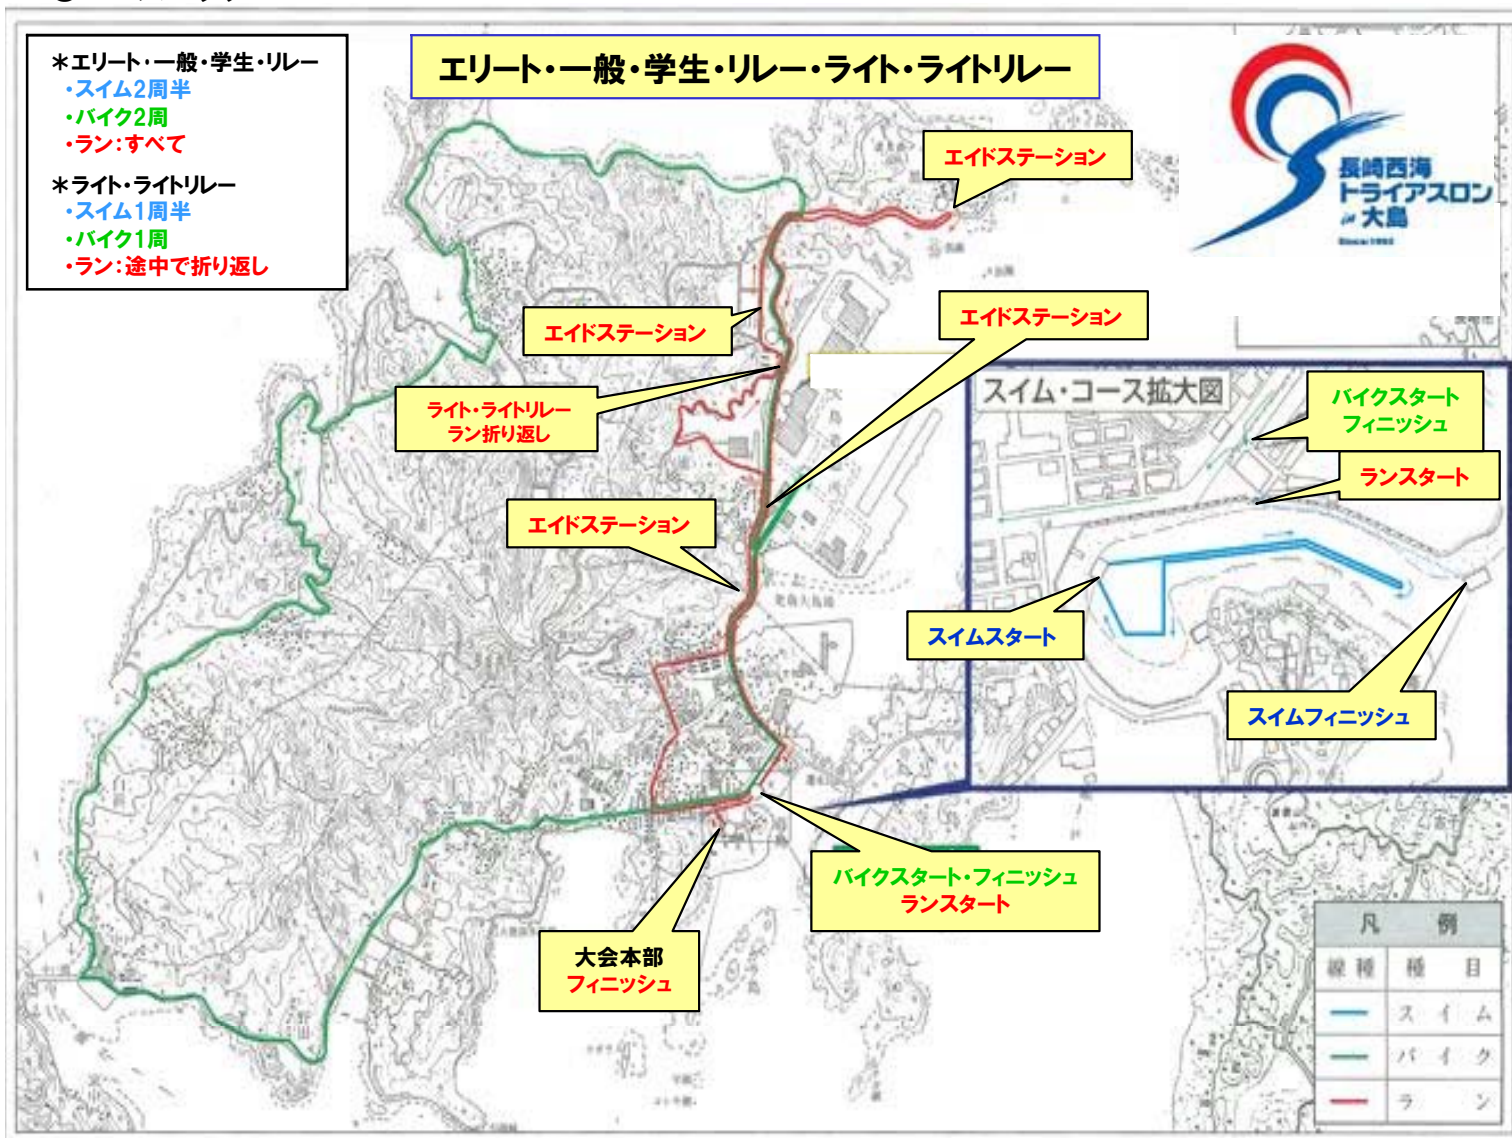 ＊エリート・一般・学生・リレー
・スイム2周半
・バイク2周
・ラン：すべて
＊ライト・ライトリレー
・スイム1周半
・バイク1周
・ラン：途中で折り返し
エリート・一般・学生・リレー・ライト・ライトリレー
長崎西海
トライアスロン
in 大島
Since 1993
エイドステーション
エイドステーション
エイドステーション
ライト・ライトリレー
ラン折り返し
エイドステーション
スイム・コース拡大図
バイクスタート
フィニッシュ
ランスタート
スイムスタート
スイムフィニッシュ
バイクスタート・フィニッシュ
ランスタート
大会本部
フィニッシュ
凡例
線種 種目
スイム
バイク
ラン